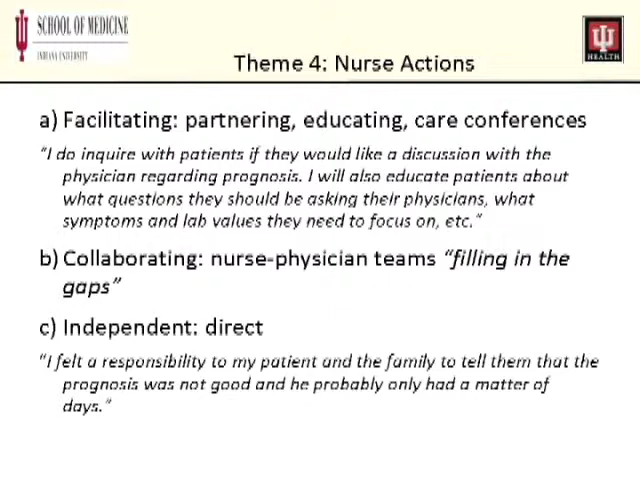 SCHOOL OF MEDICINE
INDIANA UNIVERSITY
HEALTH
Theme 4: Nurse Actions
a) Facilitating: partnering, educating, care conferences
"I do inquire with patients if they would like a discussion with the
physician regarding prognosis. I will also educate patients about
what questions they should be asking their physicians, what
symptoms and lab values they need to focus on, etc."
b) Collaborating: nurse-physician teams "filling in the
gaps"
c) Independent: direct
"I felt a responsibility to my patient and the family to tell them that the
prognosis was not good and he probably only had a matter of
days."